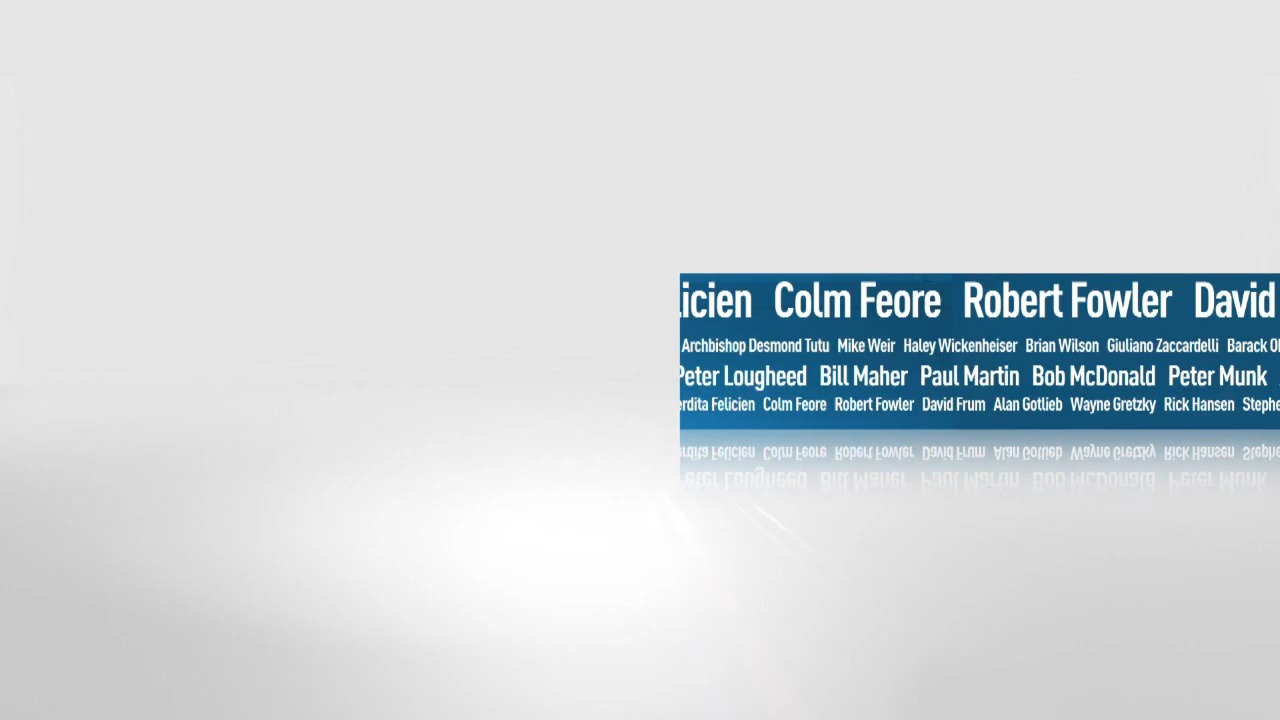 licien Colm Feore Robert Fowler David
Archbishop Desmond Tutu Mike Weir Haley Wickenheiser Brian Wilson Giuliano Zaccardelli Barack
Peter Lougheed Bill Maher Paul Martin Bob McDonald Peter Munk
erdita Felicien Colm Feore Robert Fowler David Frum Alan Gotlieb Wayne Gretzky Rick Hansen Stephe